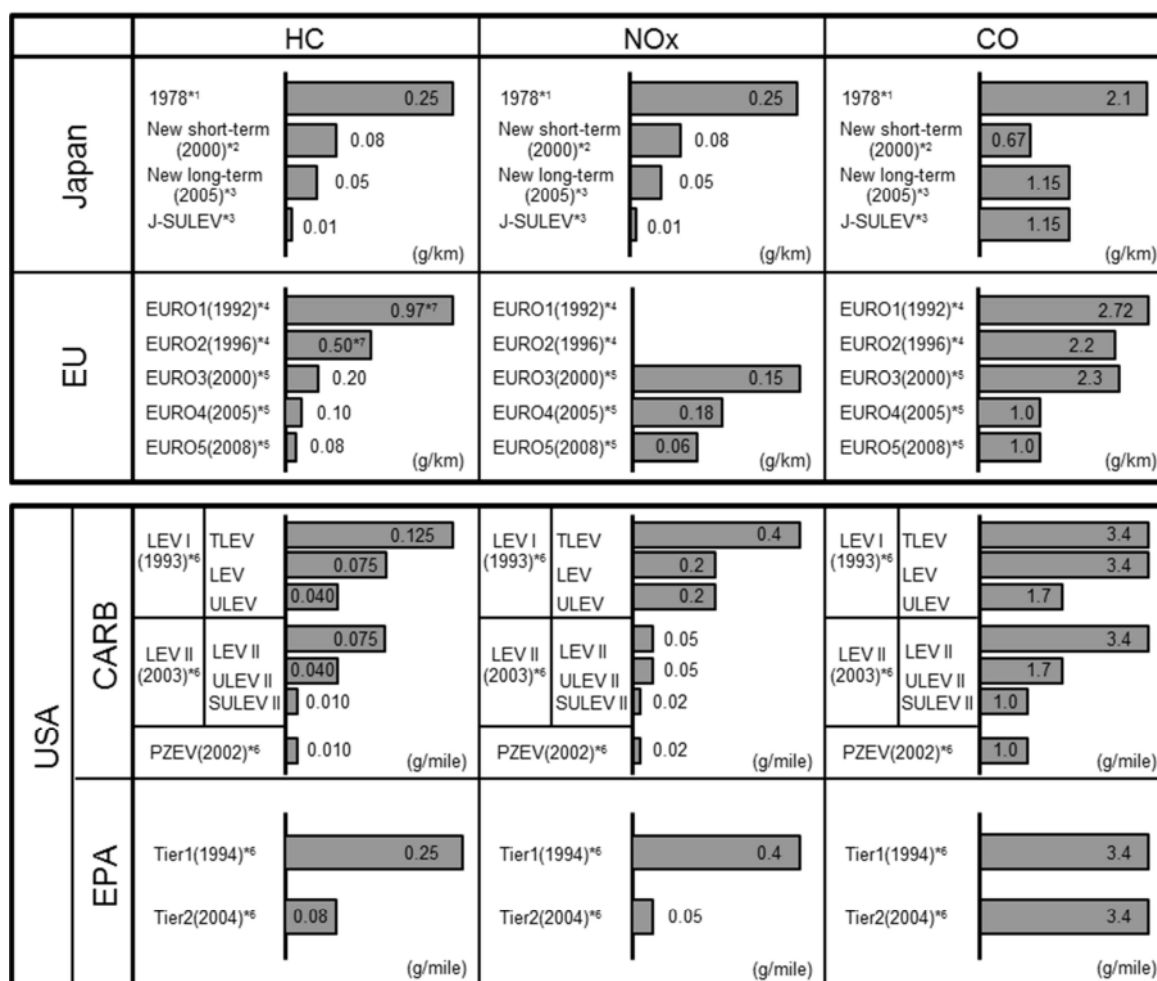 HC NOx CO
Japan
1978*1 0.25
New short-term
(2000)*2 0.08
New long-term
(2005)*3 0.05
J-SULEV*3 0.01
(g/km)
1978*1 0.25
New short-term
(2000)*2 0.08
New long-term
(2005)*3 0.05
J-SULEV*3 0.01
(g/km)
1978*1 2.1
New short-term
(2000)*2 0.67
New long-term
(2005)*3 1.15
J-SULEV*3 1.15
(g/km)
EU
EURO1(1992)*4 0.97*7
EURO2(1996)*4 0.50*7
EURO3(2000)*5 0.20
EURO4(2005)*5 0.10
EURO5(2008)*5 0.08
(g/km)
EURO1(1992)*4
EURO2(1996)*4
EURO3(2000)*5 0.15
EURO4(2005)*5 0.18
EURO5(2008)*5 0.06
(g/km)
EURO1(1992)*4 2.72
EURO2(1996)*4 2.2
EURO3(2000)*5 2.3
EURO4(2005)*5 1.0
EURO5(2008)*5 1.0
(g/km)
USA
CARB
LEV I
(1993)*6
TLEV 0.125
LEV 0.075
ULEV 0.040
LEV II
(2003)*6
LEV II 0.075
ULEV II 0.040
SULEV II 0.010
PZEV(2002)*6 0.010
(g/mile)
LEV I
(1993)*6
TLEV 0.4
LEV 0.2
ULEV 0.2
LEV II
(2003)*6
LEV II 0.05
ULEV II 0.05
SULEV II 0.02
PZEV(2002)*6 0.02
(g/mile)
LEV I
(1993)*6
TLEV 3.4
LEV 3.4
ULEV 1.7
LEV II
(2003)*6
LEV II 3.4
ULEV II 1.7
SULEV II 1.0
PZEV(2002)*6 1.0
(g/mile)
EPA
Tier1(1994)*6 0.25
Tier2(2004)*6 0.08
(g/mile)
Tier1(1994)*6 0.4
Tier2(2004)*6 0.05
(g/mile)
Tier1(1994)*6 3.4
Tier2(2004)*6 3.4
(g/mile)